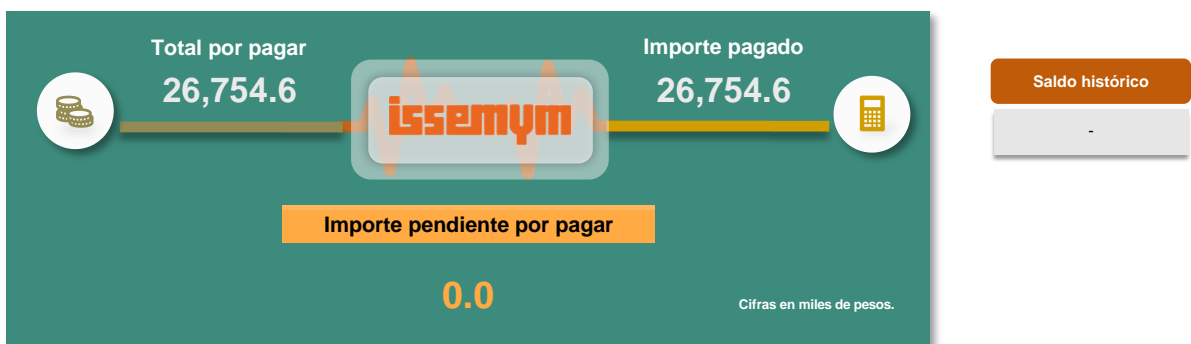 Total por pagar
26,754.6
issemym
Importe pagado
26,754.6
Importe pendiente por pagar
0.0
Cifras en miles de pesos.
Saldo histórico
-